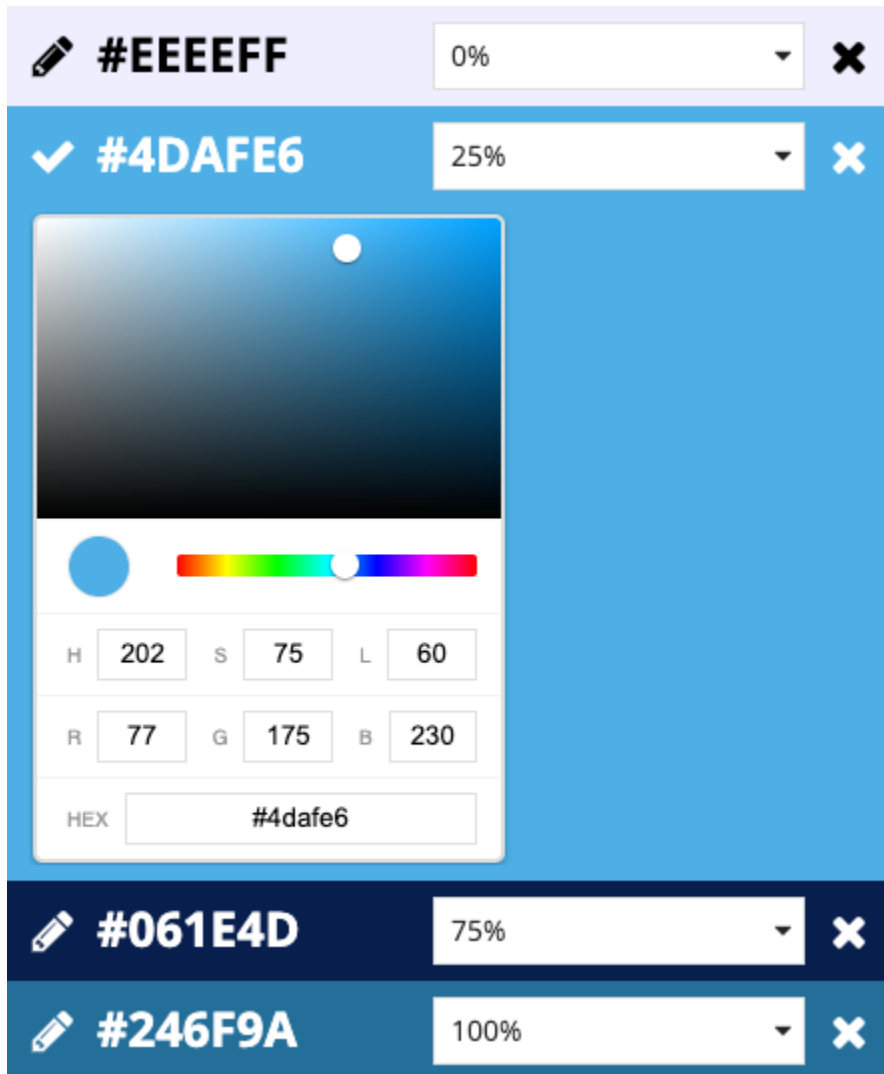 #EEEEFF 0%
#4DAFE6 25%
H 202 S 75 L 60
R 77 G 175 B 230
HEX #4dafe6
#061E4D 75%
#246F9A 100%